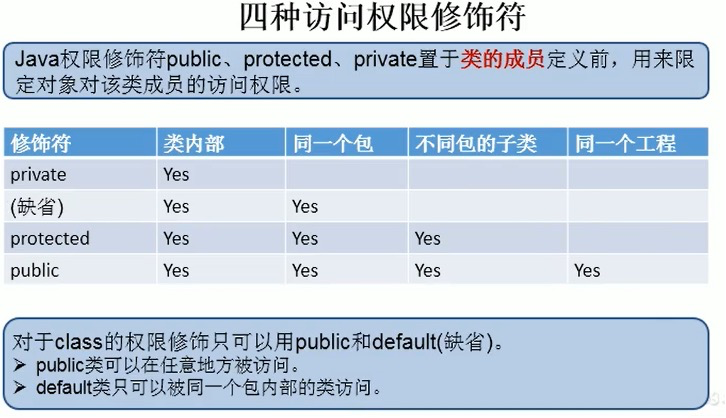 四种访问权限修饰符
Java权限修饰符public、protected、private置于类的成员定义前，用来限
定对象对该类成员的访问权限。
修饰符 类内部 同一个包 不同包的子类 同一个工程
private Yes
(缺省) Yes Yes
protected Yes Yes Yes
public Yes Yes Yes Yes
对于class的权限修饰只可以用public和default(缺省)。
➢ public类可以在任意地方被访问。
➢ default类只可以被同一个包内部的类访问。